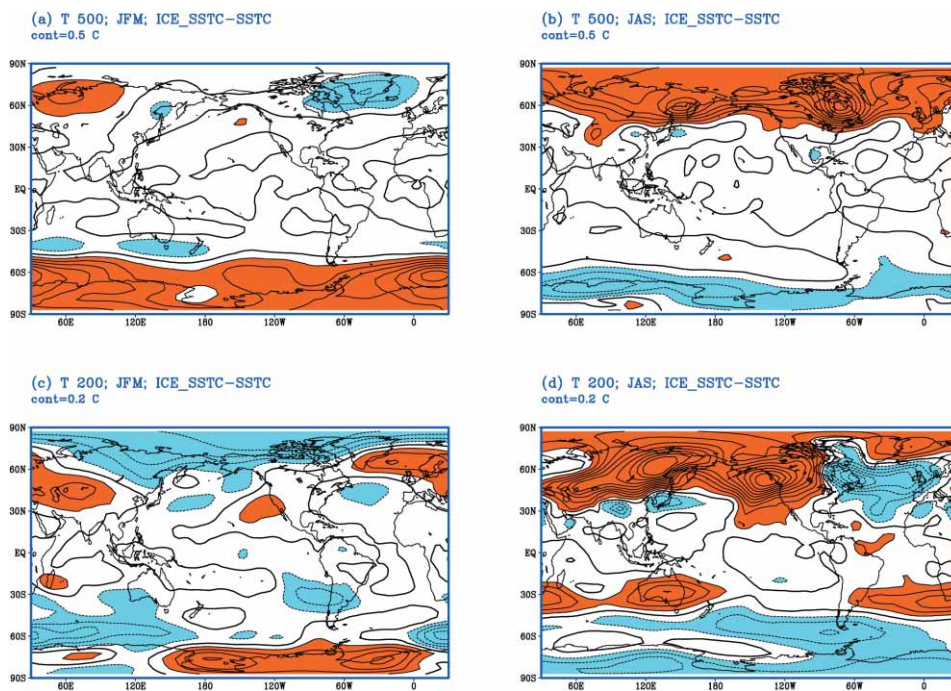 (a) T 500; JFM; ICE_SSTC-SSTC
cont=0.5 C
90N
60N
30N
EQ
30S
60S
90S
60E 120E 180 120W 60W 0
(b) T 500; JAS; ICE_SSTC-SSTC
cont=0.5 C
90N
60N
30N
EQ
30S
60S
90S
60E 120E 180 120W 60W 0
(c) T 200; JFM; ICE_SSTC-SSTC
cont=0.2 C
90N
60N
30N
EQ
30S
60S
90S
60E 120E 180 120W 60W 0
(d) T 200; JAS; ICE_SSTC-SSTC
cont=0.2 C
90N
60N
30N
EQ
30S
60S
90S
60E 120E 180 120W 60W 0